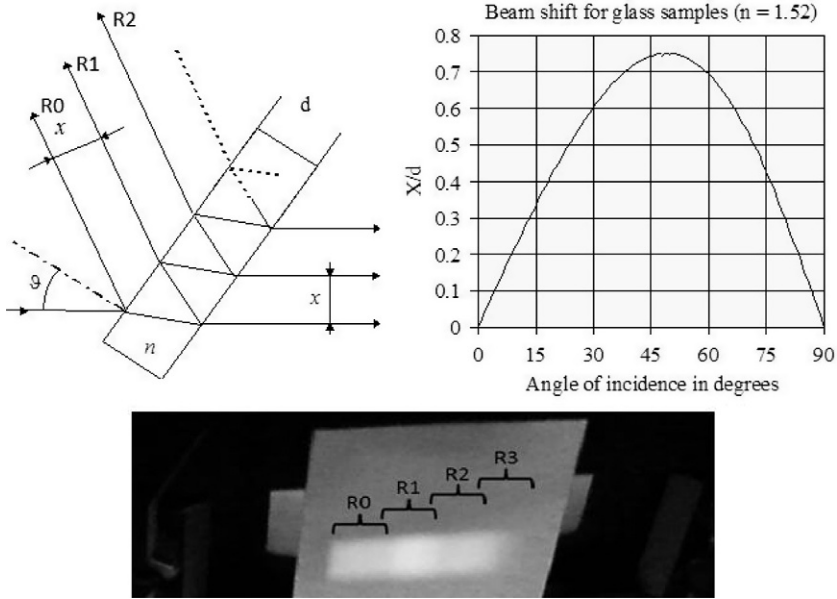 R2
R1
R0
x
d
ϑ
x
n
Beam shift for glass samples (n = 1.52)
0.8
0.7
0.6
0.5
0.4
0.3
0.2
0.1
0
X/d
0 15 30 45 60 75 90
Angle of incidence in degrees
R0 R1 R2 R3